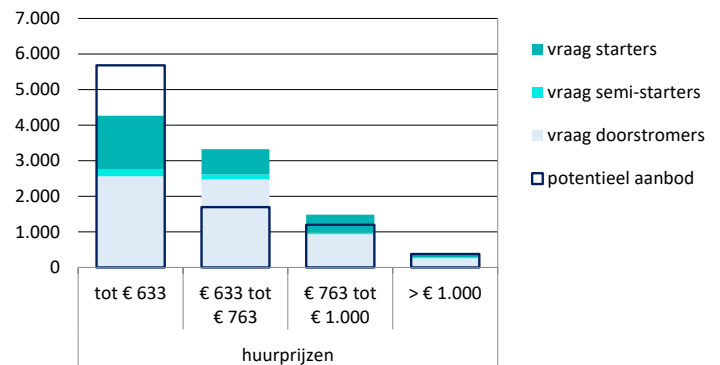 7.000
6.000
5.000
4.000
3.000
2.000
1.000
0
tot € 633
€ 633 tot
€ 763
€ 763 tot
€ 1.000
> € 1.000
huurprijzen
vraag starters
vraag semi-starters
vraag doorstromers
potentieel aanbod